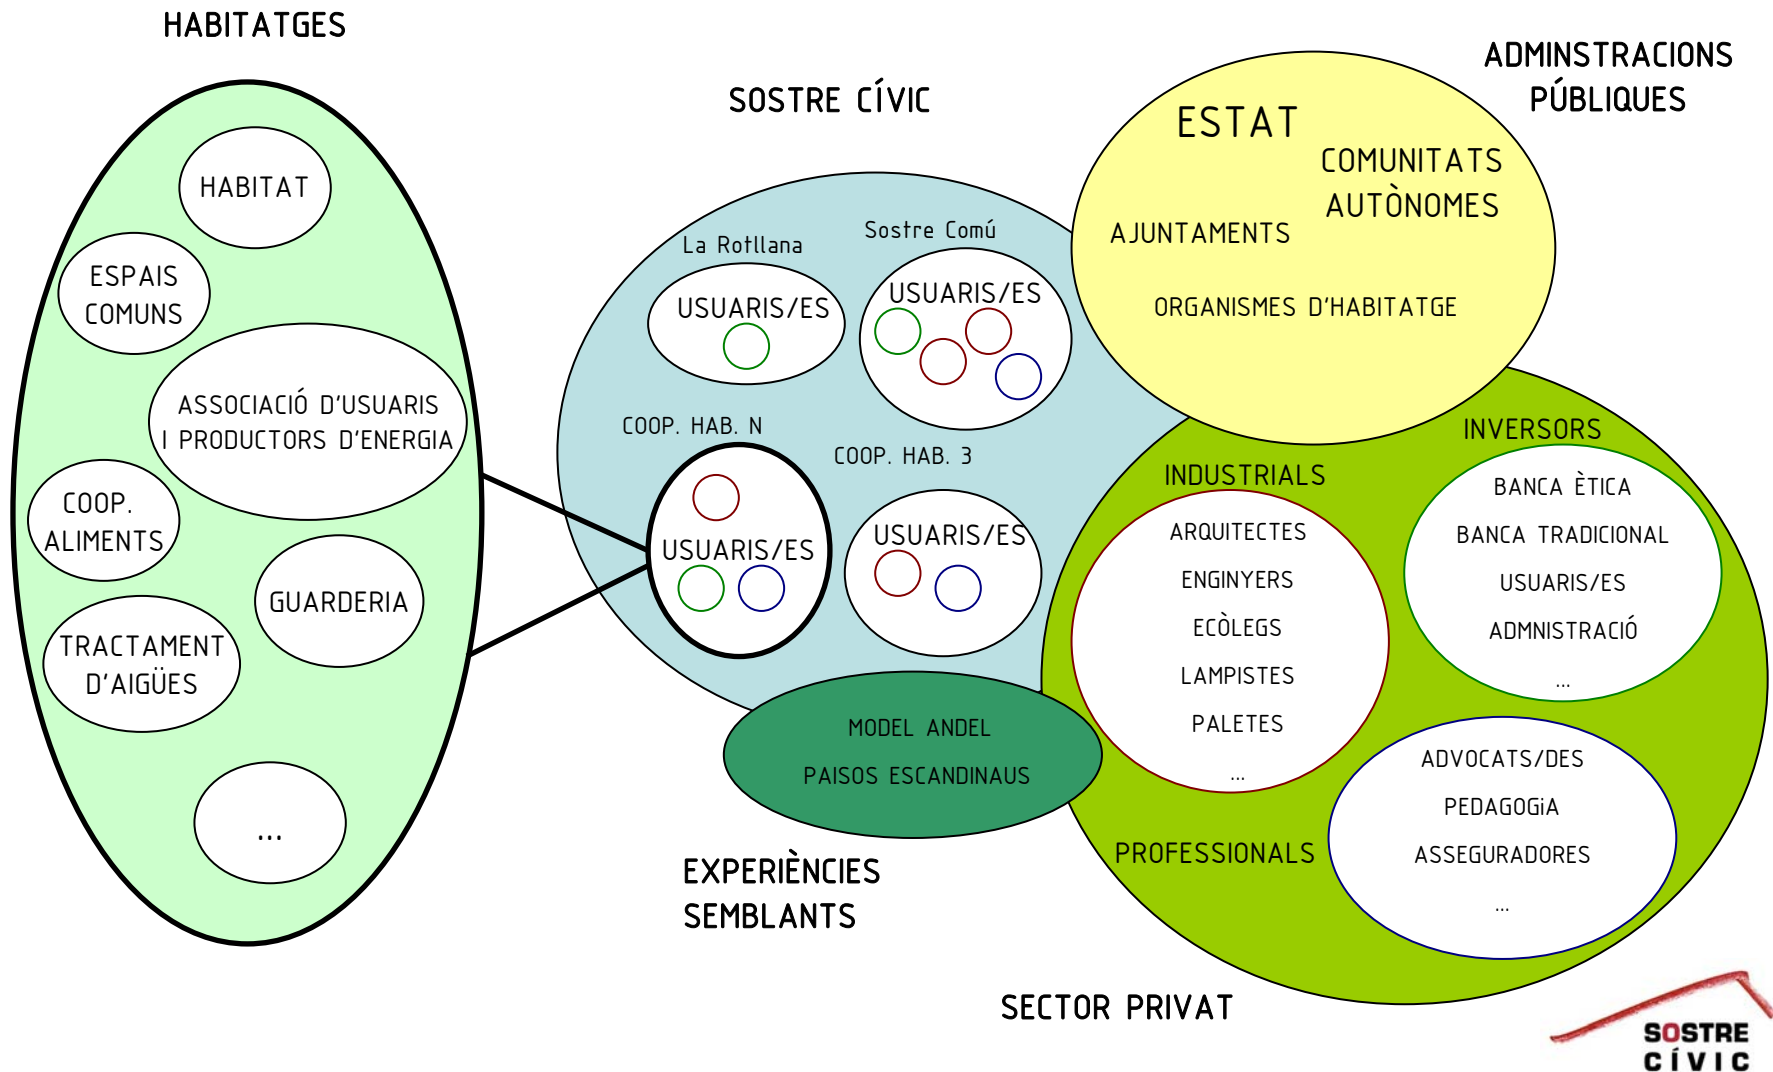 HABITATGES
HABITAT
ESPAIS
COMUNS
ASSOCIACIÓ D'USUARIS
I PRODUCTORS D'ENERGIA
COOP.
ALIMENTS
GUARDERIA
TRACTAMENT
D'AIGÜES
...
SOSTRE CÍVIC
La Rotllana
USUARIS/ES
Sostre Comú
USUARIS/ES
COOP. HAB. N
USUARIS/ES
COOP. HAB. 3
USUARIS/ES
ADMINSTRACIONS
PÚBLIQUES
ESTAT
COMUNITATS
AUTÒNOMES
AJUNTAMENTS
ORGANISMES D'HABITATGE
INVERSORS
BANCA ÈTICA
BANCA TRADICIONAL
USUARIS/ES
ADMNISTRACIÓ
...
INDUSTRIALS
ARQUITECTES
ENGINYERS
ECÒLEGS
LAMPISTES
PALETES
...
PROFESSIONALS
ADVOCATS/DES
PEDAGOGiA
ASSEGURADORES
...
MODEL ANDEL
PAISOS ESCANDINAUS
EXPERIÈNCIES
SEMBLANTS
SECTOR PRIVAT
SOSTRE
CÍVIC